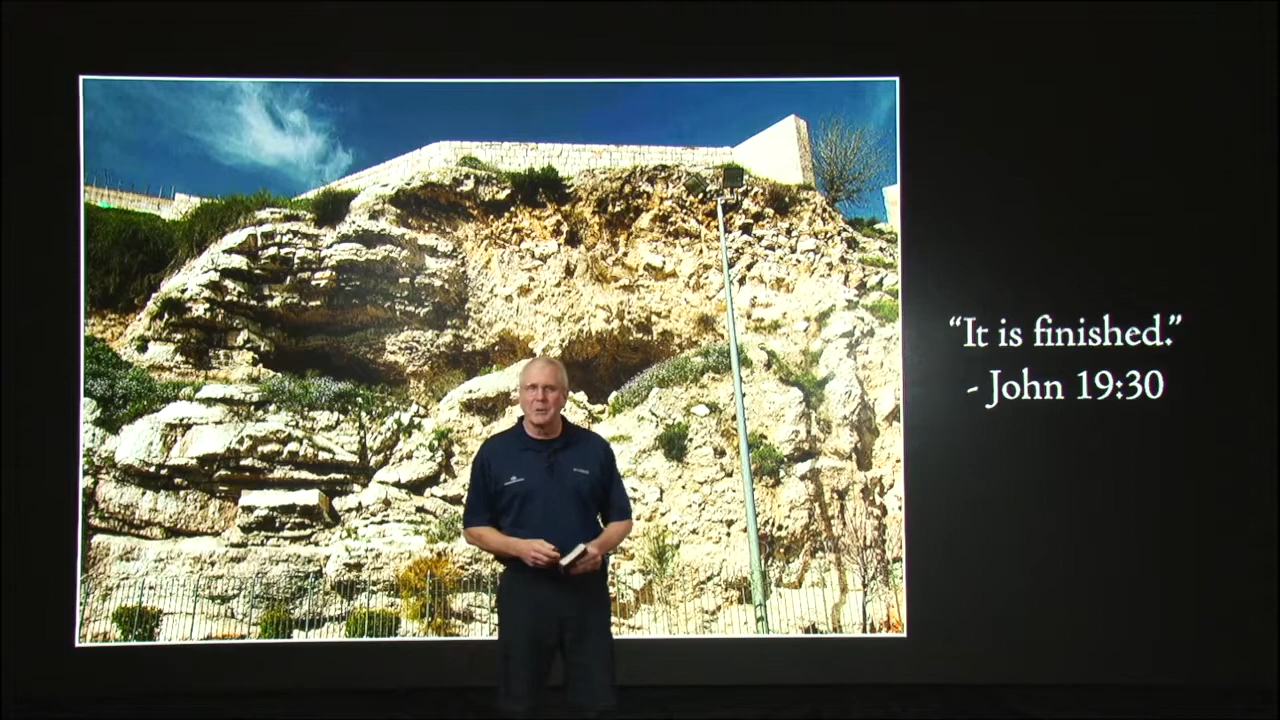 “It is finished.”
- John 19:30